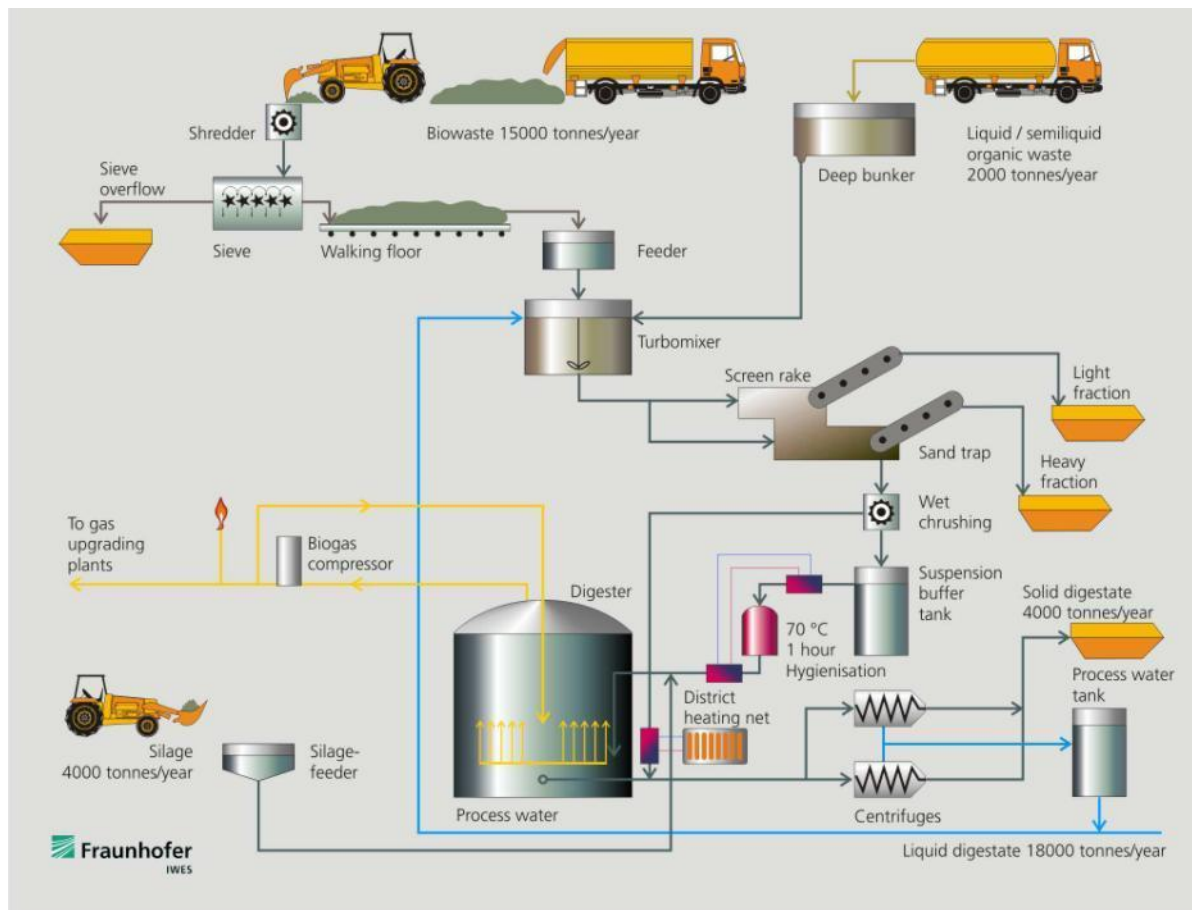 Shredder
Biowaste 15000 tonnes/year
Liquid / semiliquid
organic waste
2000 tonnes/year
Deep bunker
Sieve
overflow
Sieve
Walking floor
Feeder
Turbomixer
Screen rake
Light
fraction
Sand trap
Heavy
fraction
Wet
chrushing
To gas
upgrading
plants
Biogas
compressor
Digester
Suspension
buffer
tank
70 °C
1 hour
Hygienisation
Solid digestate
4000 tonnes/year
Process water
tank
District
heating net
Silage
4000 tonnes/year
Silage-
feeder
Process water
Centrifuges
Liquid digestate 18000 tonnes/year
Fraunhofer
IWES